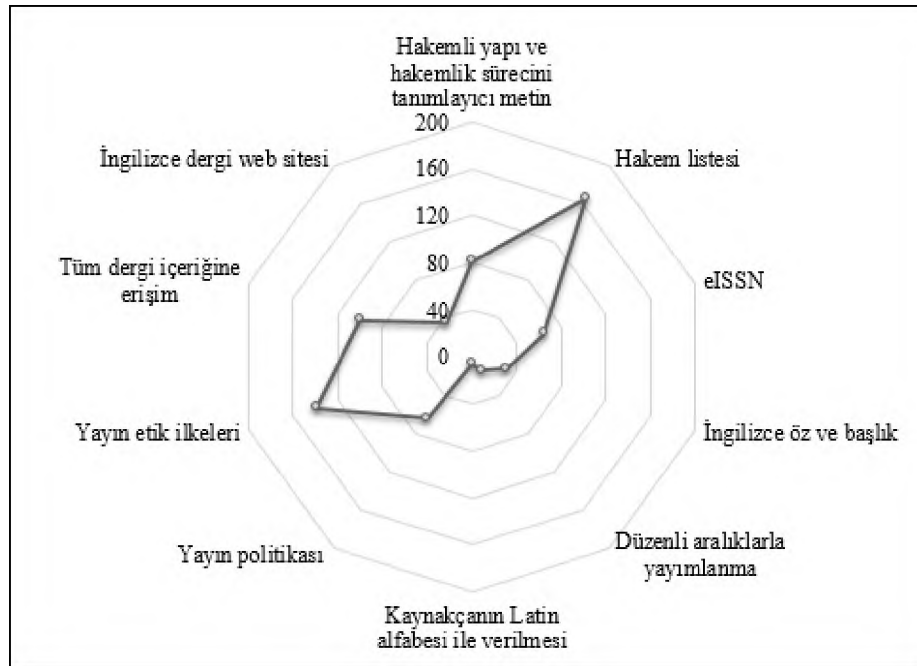 Hakemli yapı ve
hakemlik sürecini
tanımlayıcı metin
200
160
120
80
40
0
Hakem listesi
eISSN
İngilizce öz ve başlık
Düzenli aralıklarla
yayımlanma
Kaynakçanın Latin
alfabesi ile verilmesi
Yayın politikası
Yayın etik ilkeleri
Tüm dergi içeriğine
erişim
İngilizce dergi web sitesi